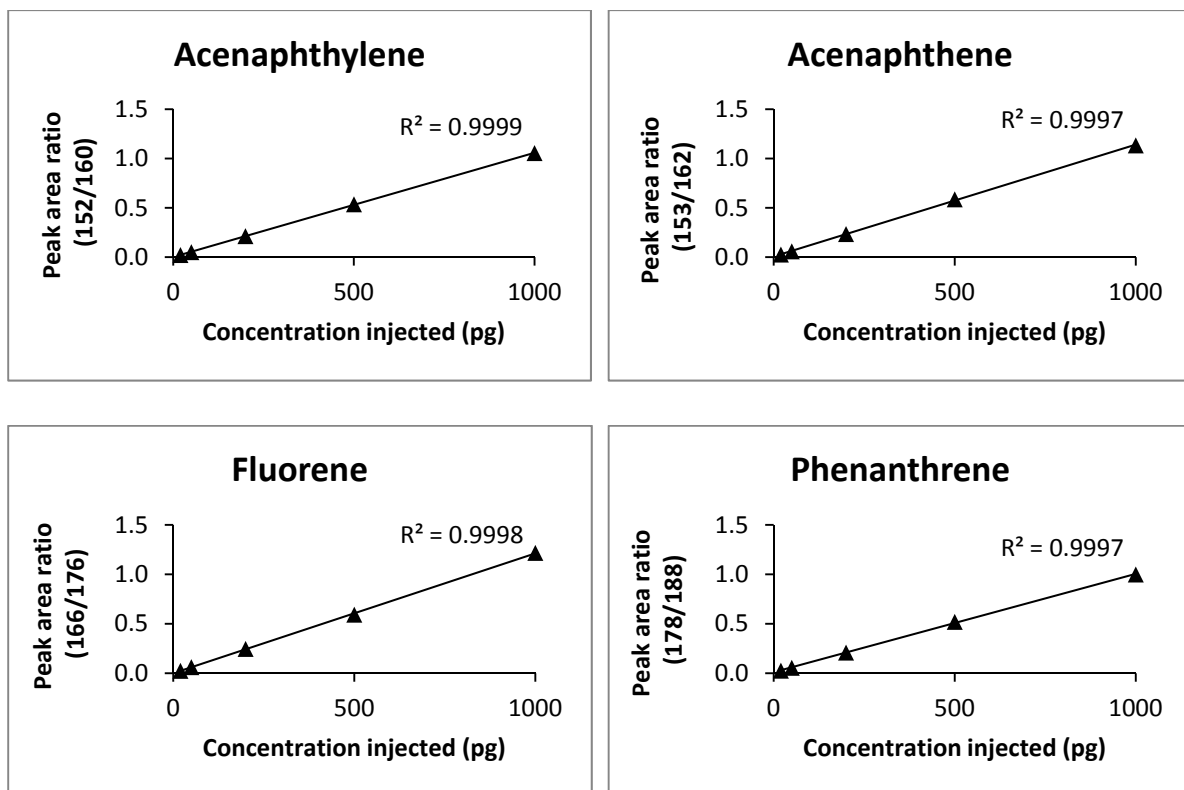 Acenaphthylene
R² = 0.9999
Peak area ratio
(152/160)
1.5
1.0
0.5
0.0
0 500 1000
Concentration injected (pg)
Acenaphthene
R² = 0.9997
Peak area ratio
(153/162)
1.5
1.0
0.5
0.0
0 500 1000
Concentration injected (pg)
Fluorene
R² = 0.9998
Peak area ratio
(166/176)
1.5
1.0
0.5
0.0
0 500 1000
Concentration injected (pg)
Phenanthrene
R² = 0.9997
Peak area ratio
(178/188)
1.5
1.0
0.5
0.0
0 500 1000
Concentration injected (pg)